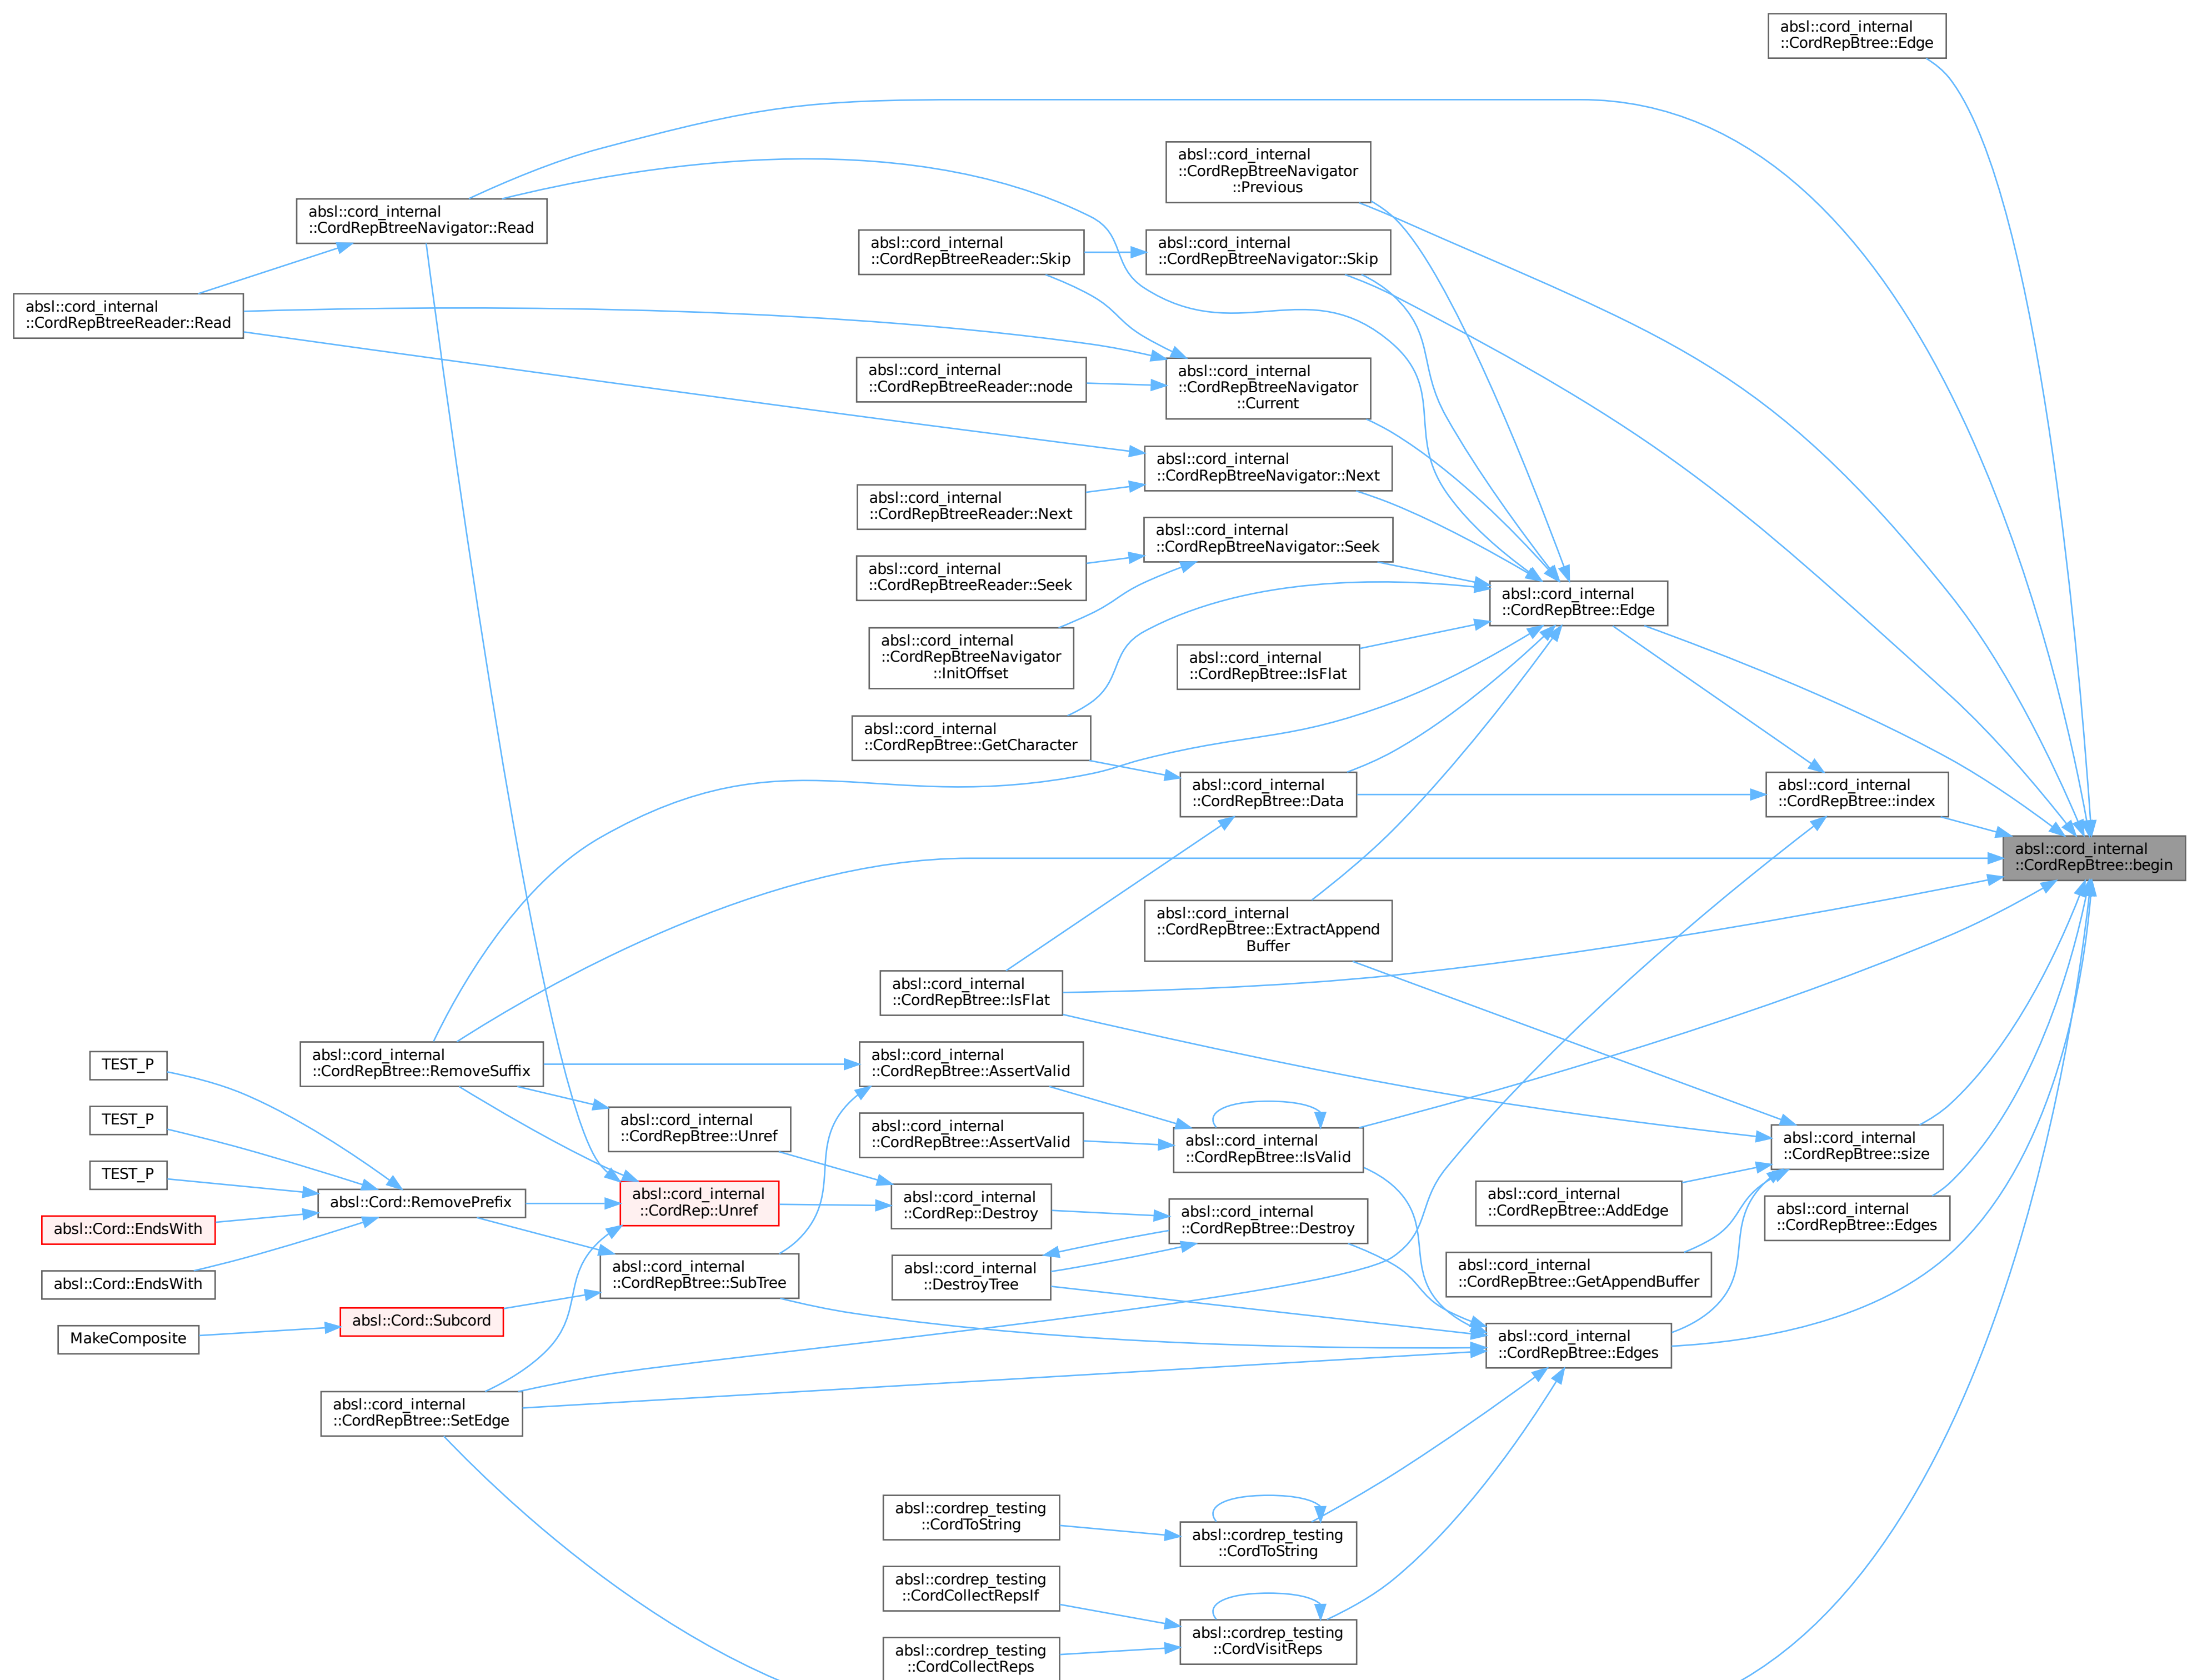 absl::cord_internal
::CordRepBtree::Edge
absl::cord_internal
::CordRepBtreeNavigator
::Previous
absl::cord_internal
::CordRepBtreeNavigator::Read
absl::cord_internal
::CordRepBtreeReader::Skip
absl::cord_internal
::CordRepBtreeNavigator::Skip
absl::cord_internal
::CordRepBtreeReader::Read
absl::cord_internal
::CordRepBtreeReader::node
absl::cord_internal
::CordRepBtreeNavigator
::Current
absl::cord_internal
::CordRepBtreeNavigator::Next
absl::cord_internal
::CordRepBtreeReader::Next
absl::cord_internal
::CordRepBtreeNavigator::Seek
absl::cord_internal
::CordRepBtreeReader::Seek
absl::cord_internal
::CordRepBtree::Edge
absl::cord_internal
::CordRepBtreeNavigator
::InitOffset
absl::cord_internal
::CordRepBtree::IsFlat
absl::cord_internal
::CordRepBtree::GetCharacter
absl::cord_internal
::CordRepBtree::Data
absl::cord_internal
::CordRepBtree::index
absl::cord_internal
::CordRepBtree::begin
absl::cord_internal
::CordRepBtree::ExtractAppend
Buffer
absl::cord_internal
::CordRepBtree::IsFlat
absl::cord_internal
::CordRepBtree::RemoveSuffix
absl::cord_internal
::CordRepBtree::AssertValid
TEST_P
TEST_P
absl::cord_internal
::CordRepBtree::Unref
absl::cord_internal
::CordRepBtree::AssertValid
absl::cord_internal
::CordRepBtree::IsValid
absl::cord_internal
::CordRepBtree::size
TEST_P
absl::Cord::RemovePrefix
absl::cord_internal
::CordRep::Unref
absl::cord_internal
::CordRep::Destroy
absl::cord_internal
::CordRepBtree::Destroy
absl::cord_internal
::CordRepBtree::AddEdge
absl::cord_internal
::CordRepBtree::Edges
absl::Cord::EndsWith
absl::Cord::EndsWith
absl::cord_internal
::CordRepBtree::SubTree
absl::cord_internal
::DestroyTree
absl::cord_internal
::CordRepBtree::GetAppendBuffer
absl::Cord::Subcord
MakeComposite
absl::cord_internal
::CordRepBtree::Edges
absl::cord_internal
::CordRepBtree::SetEdge
absl::cordrep_testing
::CordToString
absl::cordrep_testing
::CordToString
absl::cordrep_testing
::CordCollectRepsIf
absl::cordrep_testing
::CordVisitReps
absl::cordrep_testing
::CordCollectReps